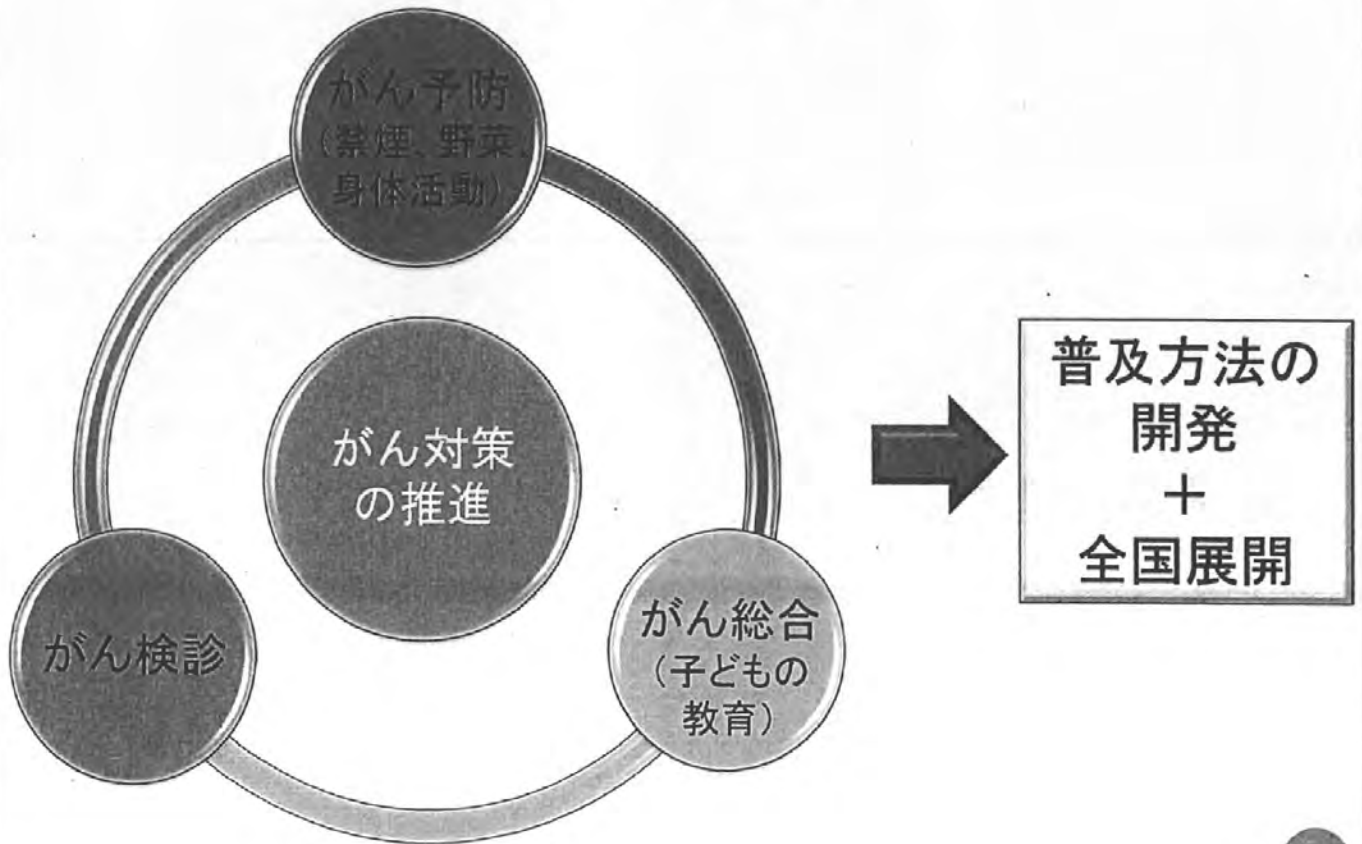 がん予防
(禁煙、野菜、
身体活動)
がん対策
の推進
がん検診
がん総合
(子どもの
教育)
普及方法の
開発
+
全国展開